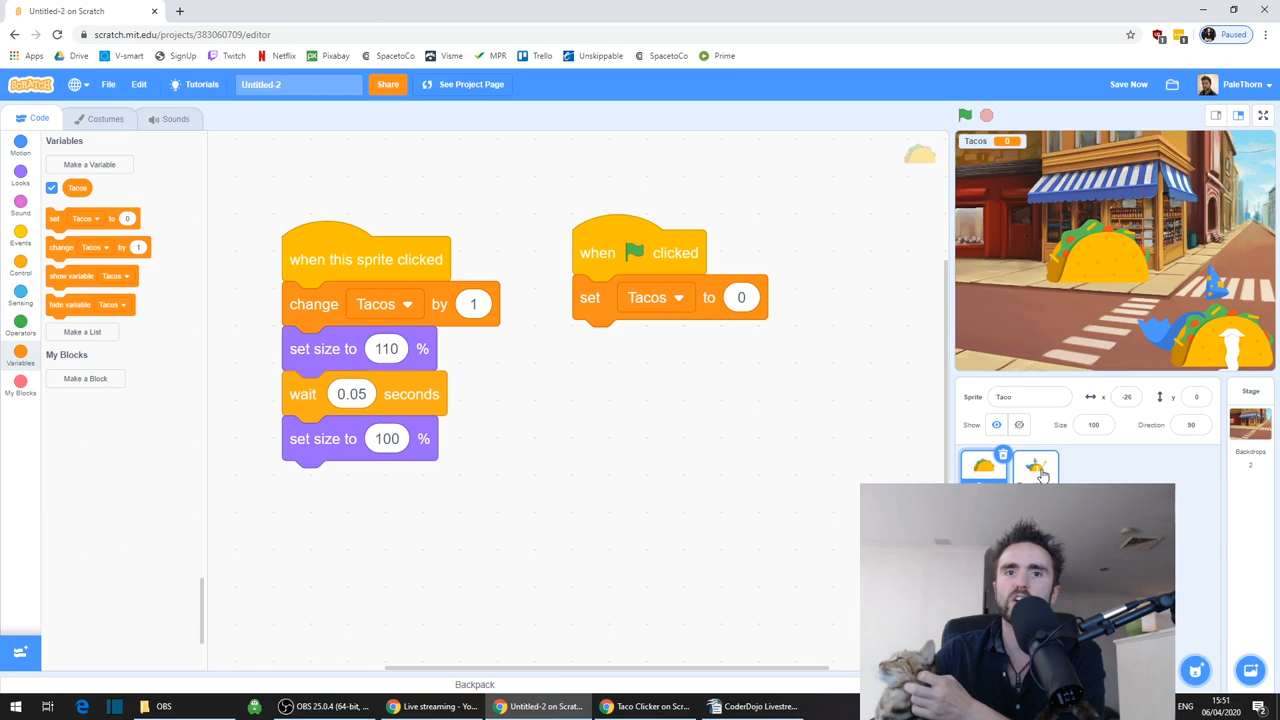 Untitled-2 on Scratch
scratch.mit.edu/projects/383060709/editor
Paused
Apps
Drive
V-smart
SignUp
Twitch
Netflix
Pixabay
SpacetoCo
Visme
MPR
Trello
Unskippable
SpacetoCo
Prime
SCRATCH
File
Edit
Tutorials
Untitled-2
Share
See Project Page
Save Now
PaleThorn
Code
Costumes
Sounds
Motion
Looks
Sound
Events
Control
Sensing
Operators
Variables
My Blocks
Variables
Make a Variable
Tacos
set Tacos to 0
change Tacos by 1
show variable Tacos
hide variable Tacos
Make a List
My Blocks
Make a Block
when this sprite clicked
change Tacos by 1
set size to 110 %
wait 0.05 seconds
set size to 100 %
when clicked
set Tacos to 0
Tacos 0
Sprite Taco x -26 y 0
Show Size 100 Direction 90
Stage
Backdrops
2
Backpack
OBS
OBS 25.0.4 (64-bit, ...
Live streaming - Yo...
Untitled-2 on Scrat...
Taco Clicker on Scr...
CoderDojo Livestre...
ENG
15:51
06/04/2020
2